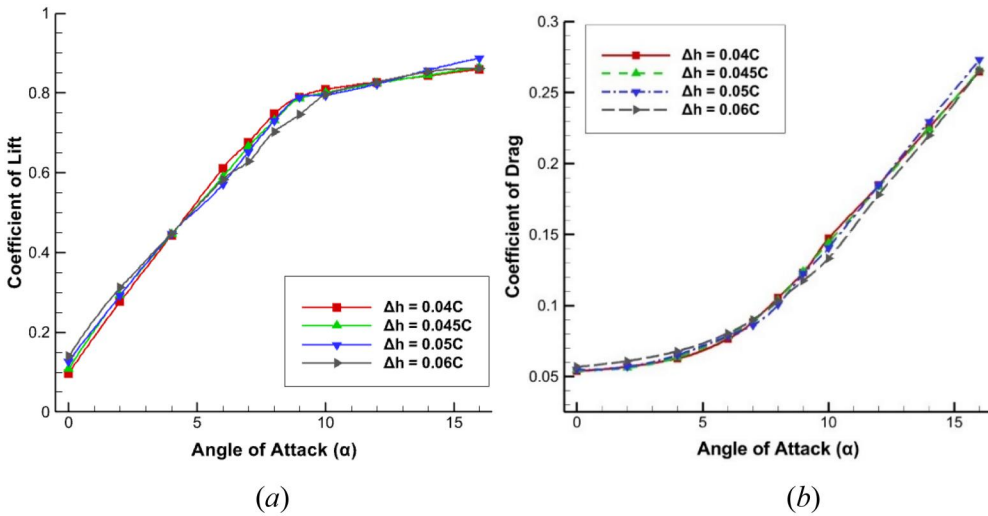 1
0.8
0.6
0.4
0.2
0
Coefficient of Lift
Δh = 0.04C
Δh = 0.045C
Δh = 0.05C
Δh = 0.06C
0 5 10 15
Angle of Attack (α)
(a)
0.3
0.25
0.2
0.15
0.1
0.05
Coefficient of Drag
Δh = 0.04C
Δh = 0.045C
Δh = 0.05C
Δh = 0.06C
0 5 10 15
Angle of Attack (α)
(b)